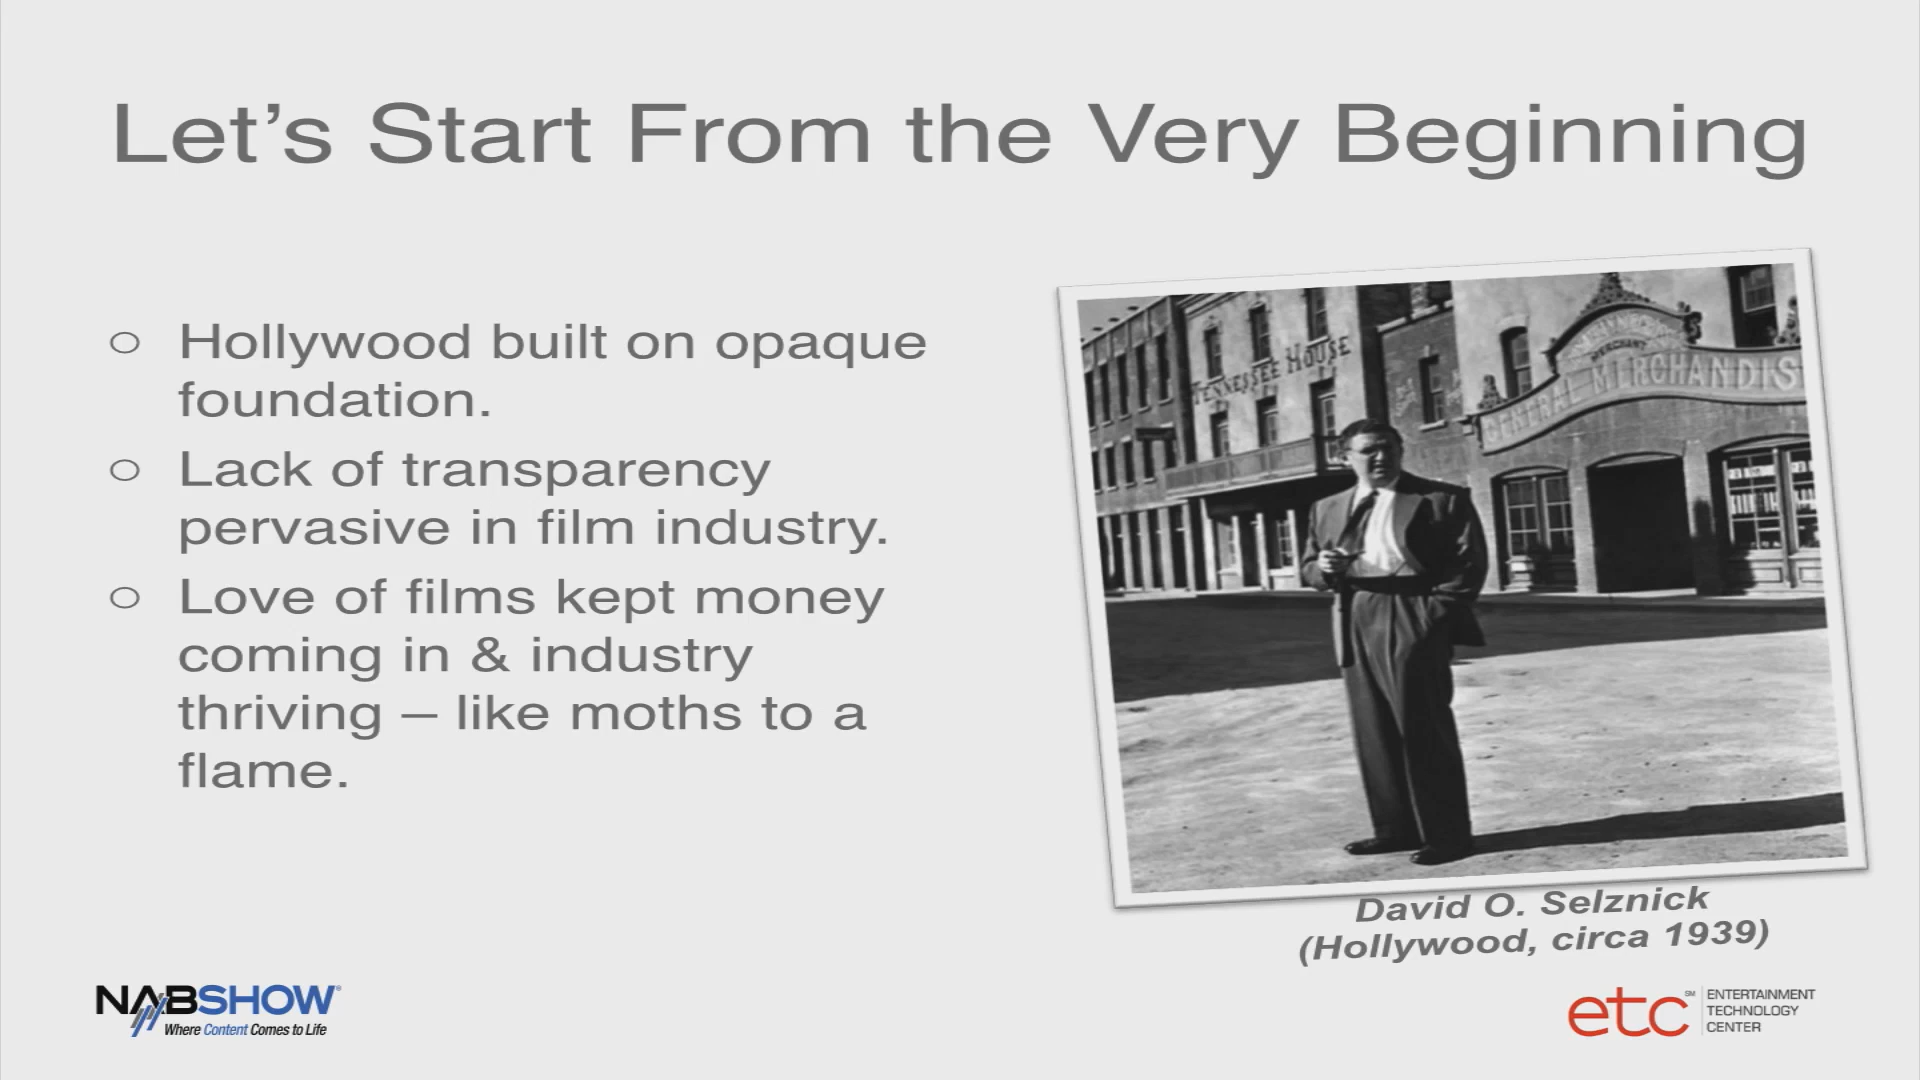 Let’s Start From the Very Beginning
○ Hollywood built on opaque
foundation.
○ Lack of transparency
pervasive in film industry.
○ Love of films kept money
coming in & industry
thriving – like moths to a
flame.
TENNESSEE HOUSE
MERCHANT
GENERAL MERCHANDIS
David O. Selznick
(Hollywood, circa 1939)
NABSHOW®
Where Content Comes to Life
etc℠
ENTERTAINMENT
TECHNOLOGY
CENTER